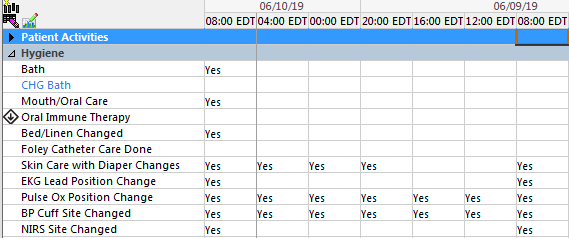 06/10/19 06/09/19
08:00 EDT 04:00 EDT 00:00 EDT 20:00 EDT 16:00 EDT 12:00 EDT 08:00 EDT
Patient Activities
Hygiene
Bath Yes
CHG Bath
Mouth/Oral Care Yes
Oral Immune Therapy
Bed/Linen Changed Yes
Foley Catheter Care Done
Skin Care with Diaper Changes Yes Yes Yes Yes Yes
EKG Lead Position Change Yes Yes
Pulse Ox Position Change Yes Yes Yes Yes Yes Yes Yes
BP Cuff Site Changed Yes Yes Yes Yes Yes Yes Yes
NIRS Site Changed Yes Yes